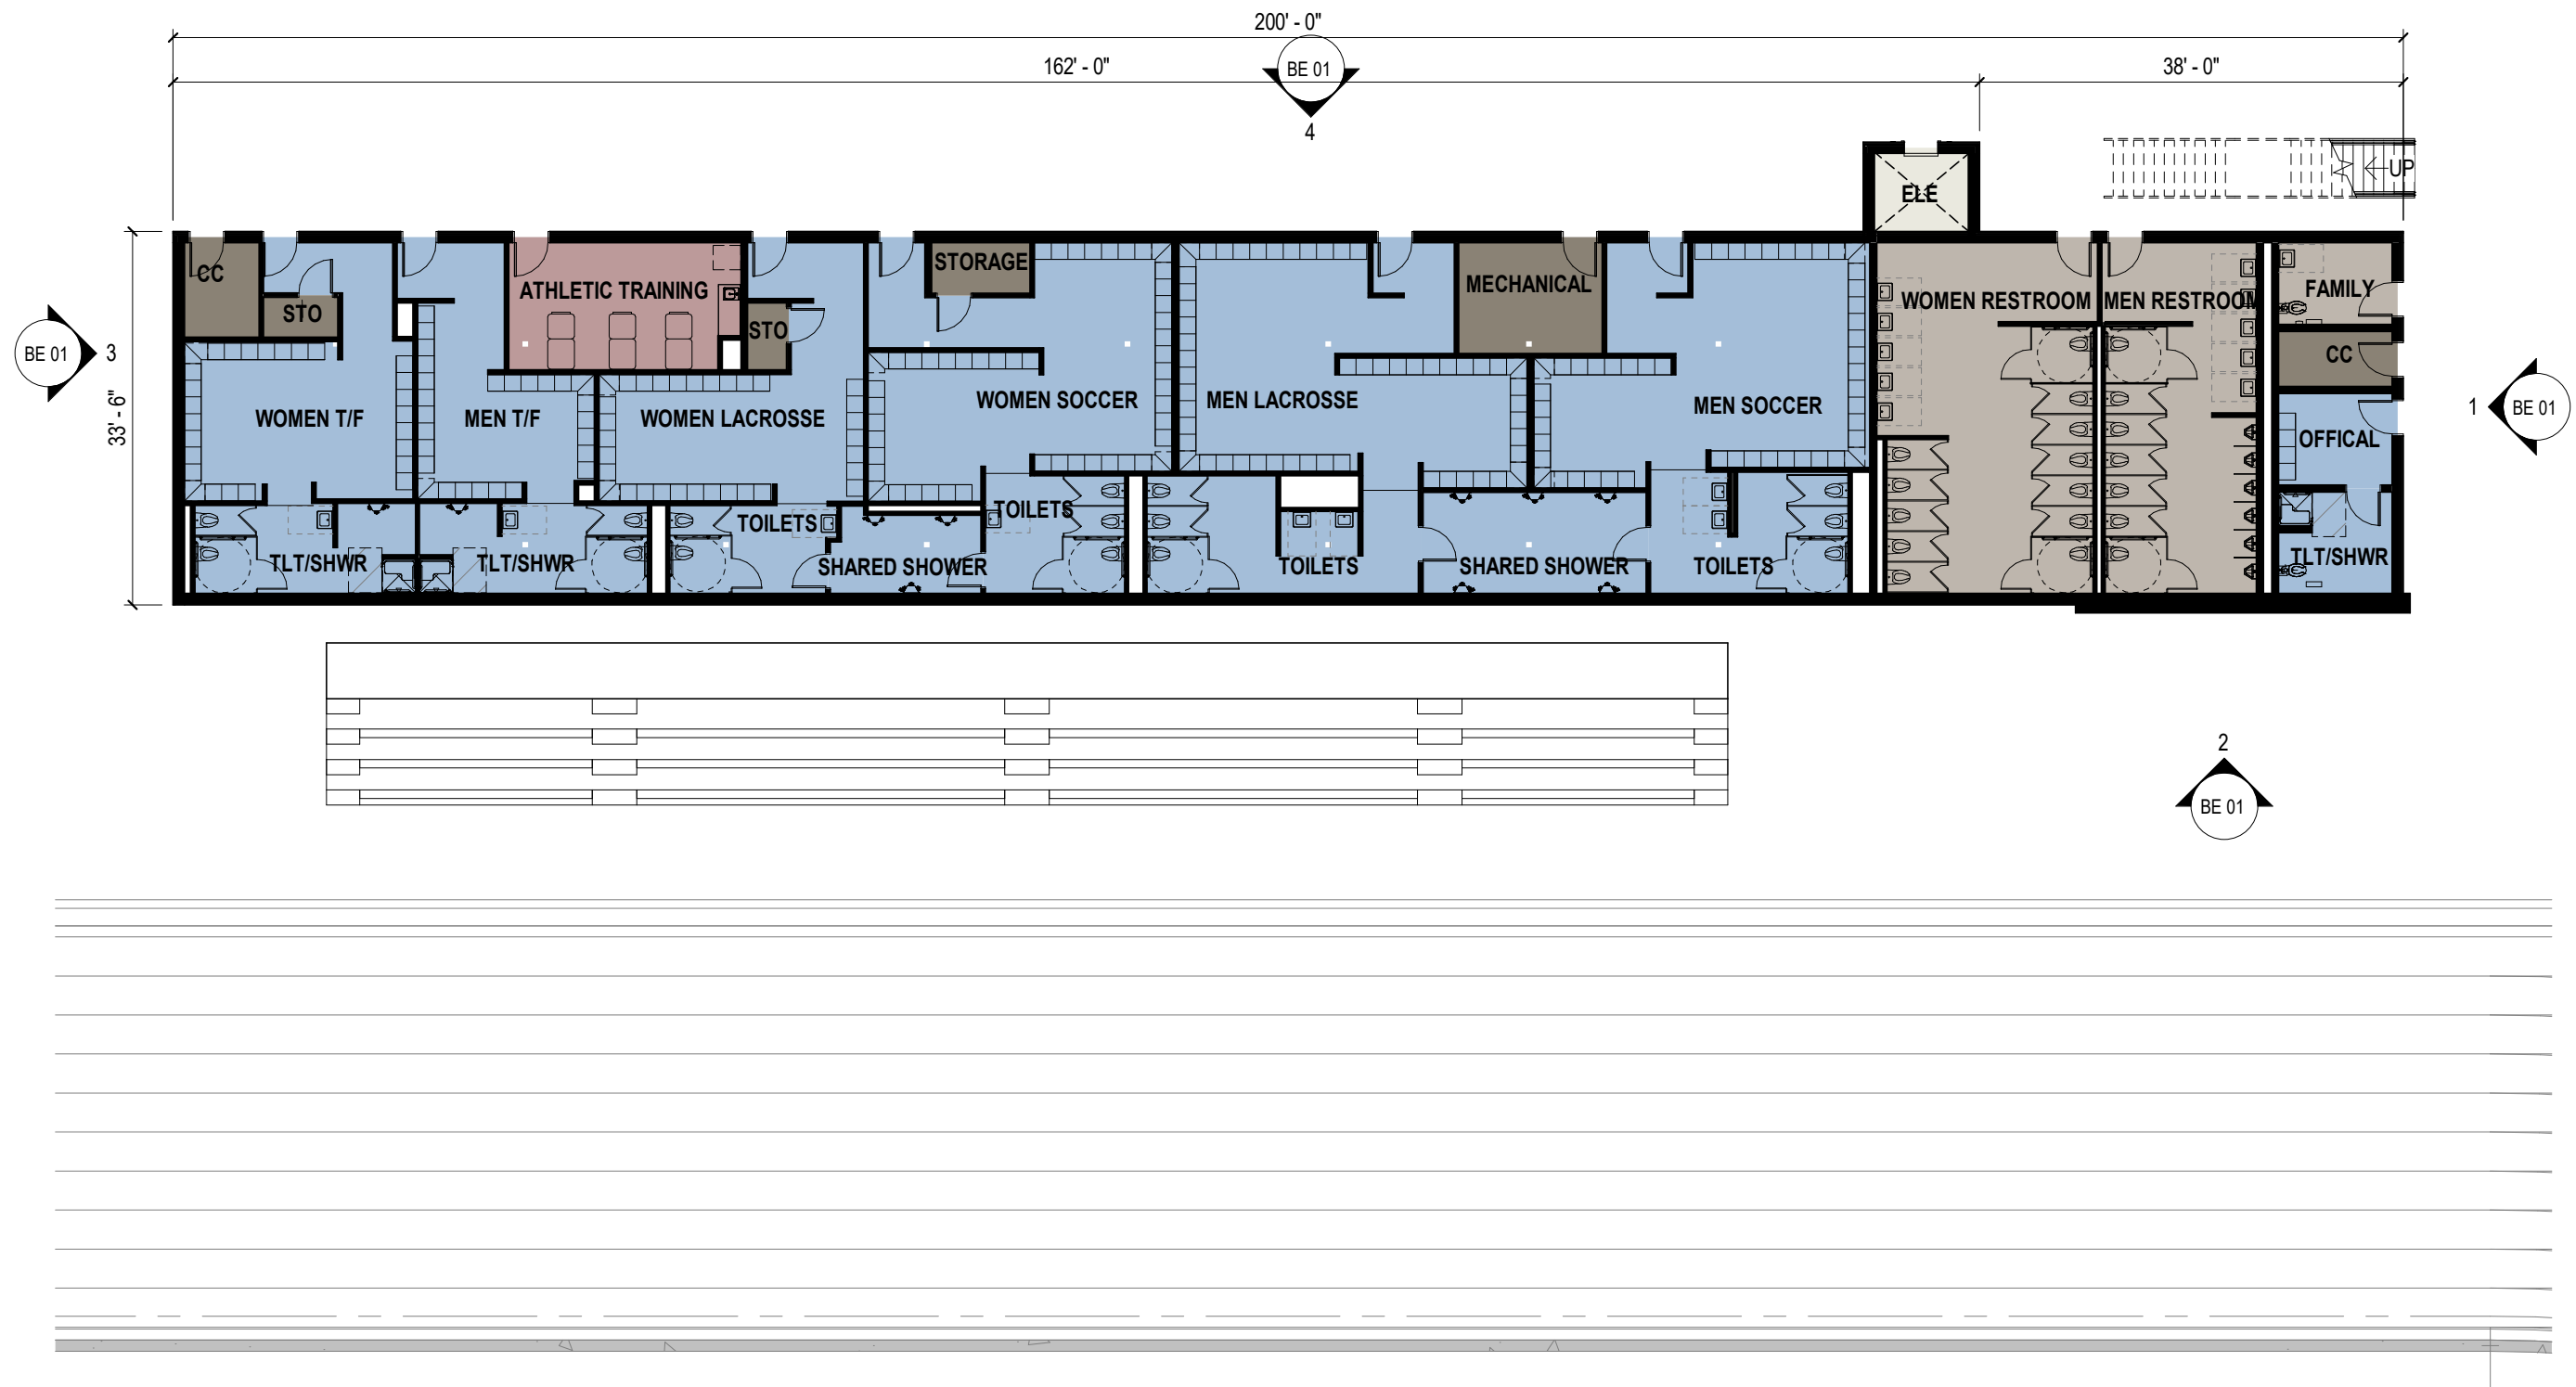 200' - 0"
162' - 0"
38' - 0"
BE 01
4
UP
ELE
CC
STO
ATHLETIC TRAINING
STO
STORAGE
MECHANICAL
WOMEN RESTROOM
MEN RESTROOM
FAMILY
CC
BE 01
3
33' - 6"
WOMEN T/F
MEN T/F
WOMEN LACROSSE
WOMEN SOCCER
MEN LACROSSE
MEN SOCCER
OFFICAL
1
BE 01
TOILETS
TOILETS
TLT/SHWR
TLT/SHWR
SHARED SHOWER
TOILETS
SHARED SHOWER
TOILETS
TLT/SHWR
2
BE 01